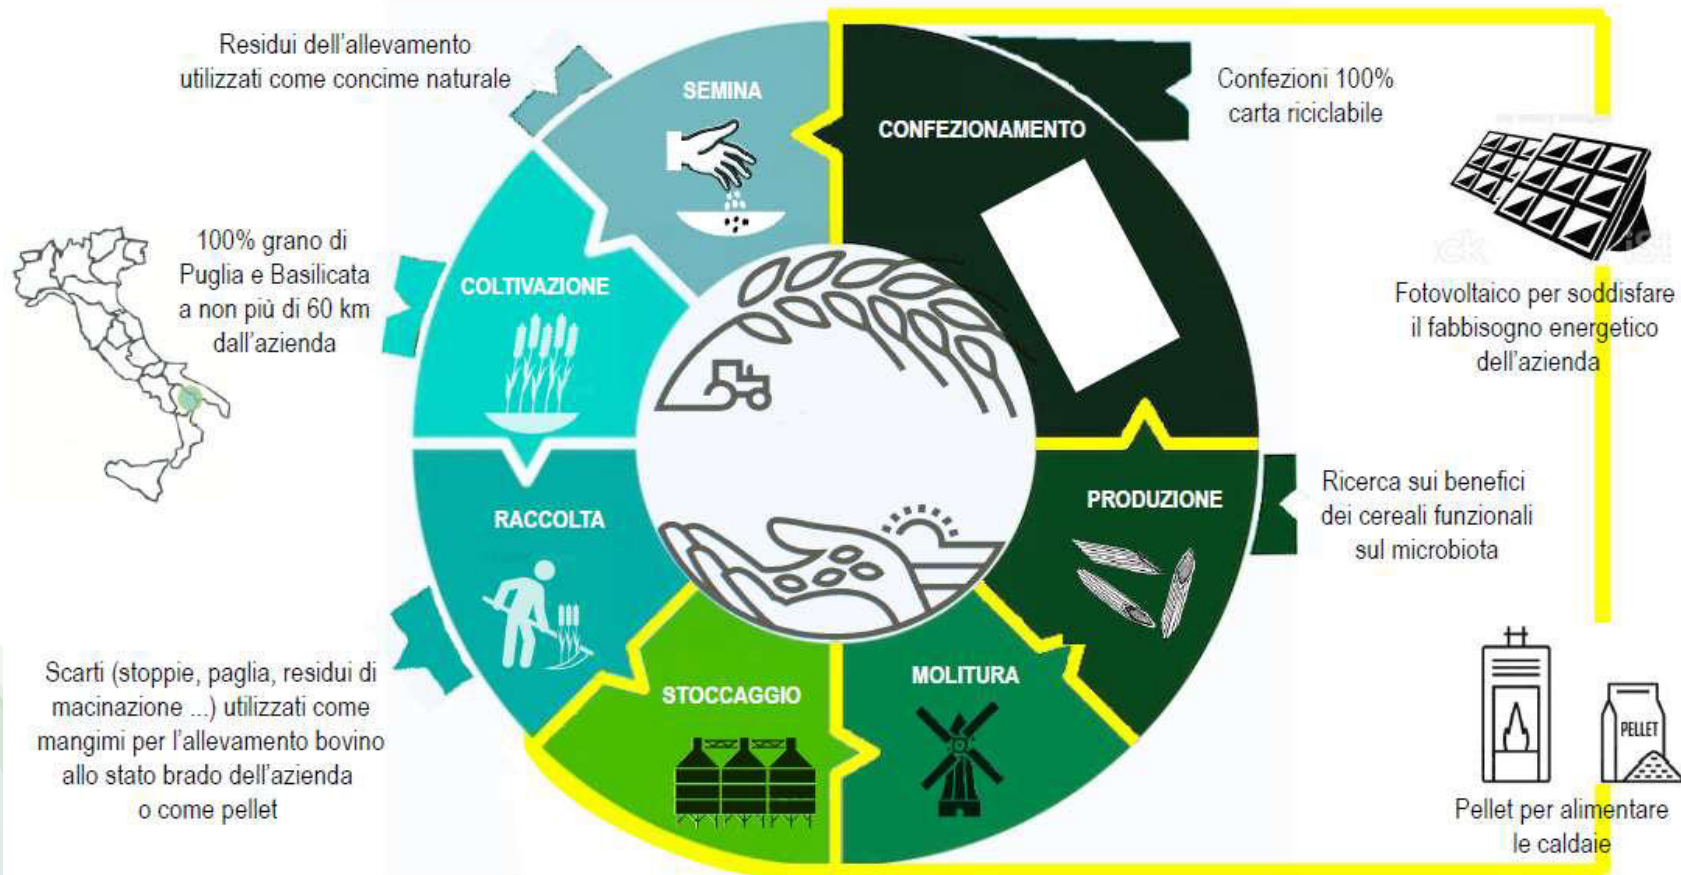 Residui dell'allevamento
utilizzati come concime naturale
SEMINA
CONFEZIONAMENTO
Confezioni 100%
carta riciclabile
100% grano di
Puglia e Basilicata
a non più di 60 km
dall'azienda
COLTIVAZIONE
Fotovoltaico per soddisfare
il fabbisogno energetico
dell'azienda
RACCOLTA
PRODUZIONE
Ricerca sui benefici
dei cereali funzionali
sul microbiota
Scarti (stoppie, paglia, residui di
macinazione ...) utilizzati come
mangimi per l'allevamento bovino
allo stato brado dell'azienda
o come pellet
STOCCAGGIO
MOLITURA
PELLET
Pellet per alimentare
le caldaie